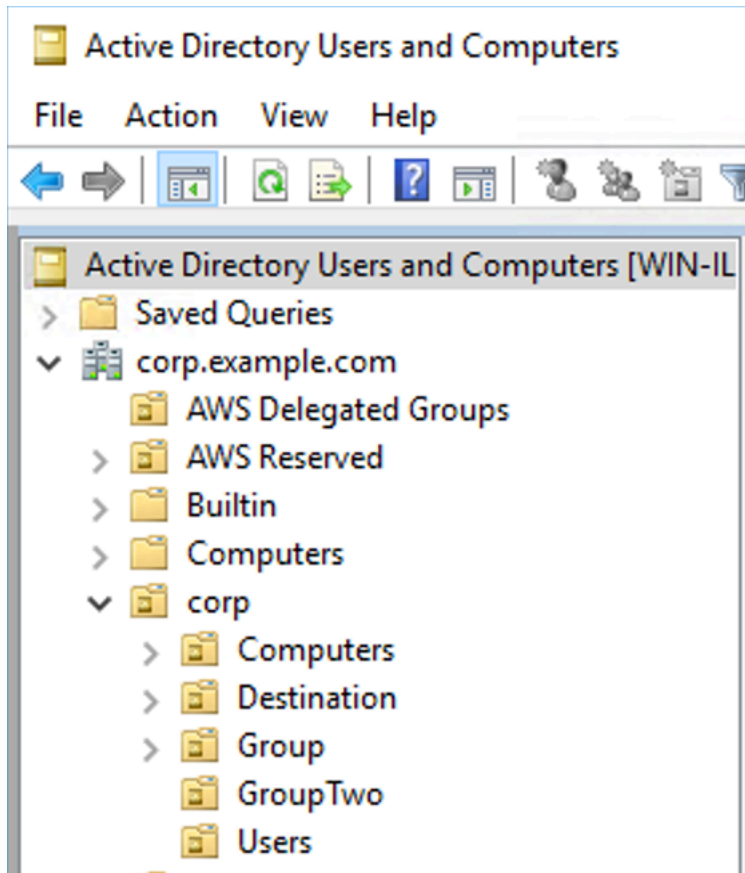 Active Directory Users and Computers
File Action View Help
Active Directory Users and Computers [WIN-IL
Saved Queries
corp.example.com
AWS Delegated Groups
AWS Reserved
Builtin
Computers
corp
Computers
Destination
Group
GroupTwo
Users